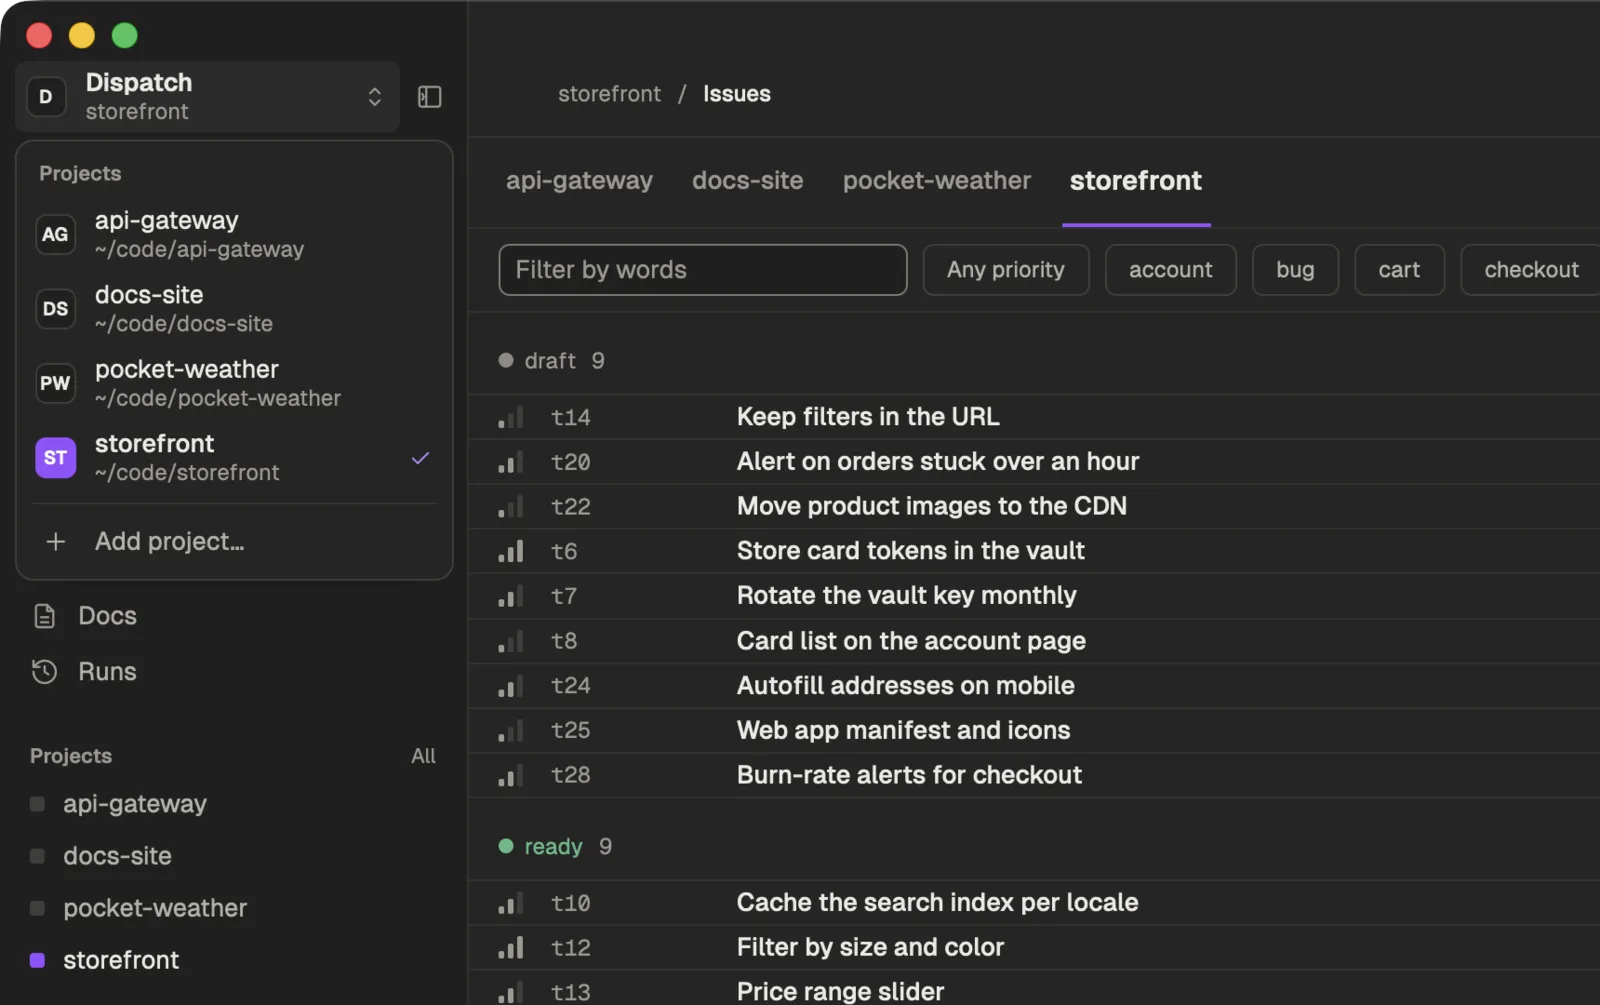 D
Dispatch
storefront
Projects
AG
api-gateway
~/code/api-gateway
DS
docs-site
~/code/docs-site
PW
pocket-weather
~/code/pocket-weather
ST
storefront
~/code/storefront
Add project...
Docs
Runs
Projects All
api-gateway
docs-site
pocket-weather
storefront
storefront / Issues
api-gateway docs-site pocket-weather storefront
Filter by words Any priority account bug cart checkout
draft 9
t14 Keep filters in the URL
t20 Alert on orders stuck over an hour
t22 Move product images to the CDN
t6 Store card tokens in the vault
t7 Rotate the vault key monthly
t8 Card list on the account page
t24 Autofill addresses on mobile
t25 Web app manifest and icons
t28 Burn-rate alerts for checkout
ready 9
t10 Cache the search index per locale
t12 Filter by size and color
t13 Price range slider